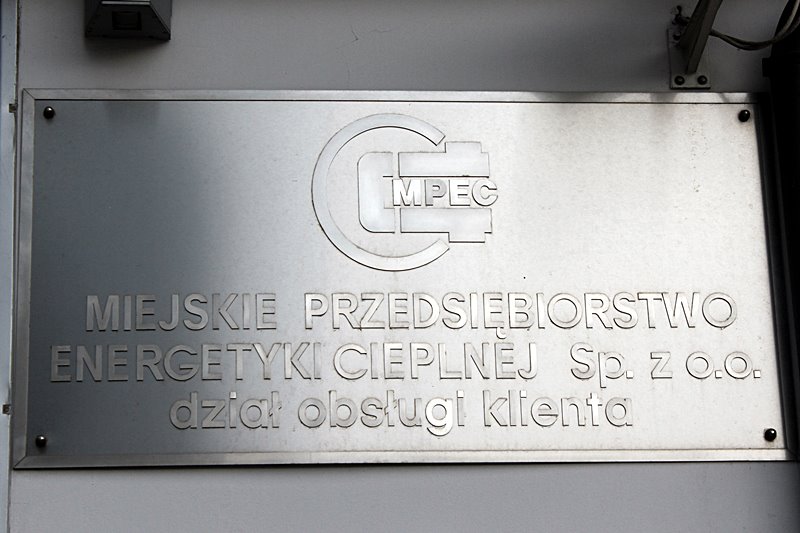 MPEC
MIEJSKIE PRZEDSIĘBIORSTWO
ENERGETYKI CIEPLNEJ Sp. z o.o.
dział obsługi klienta